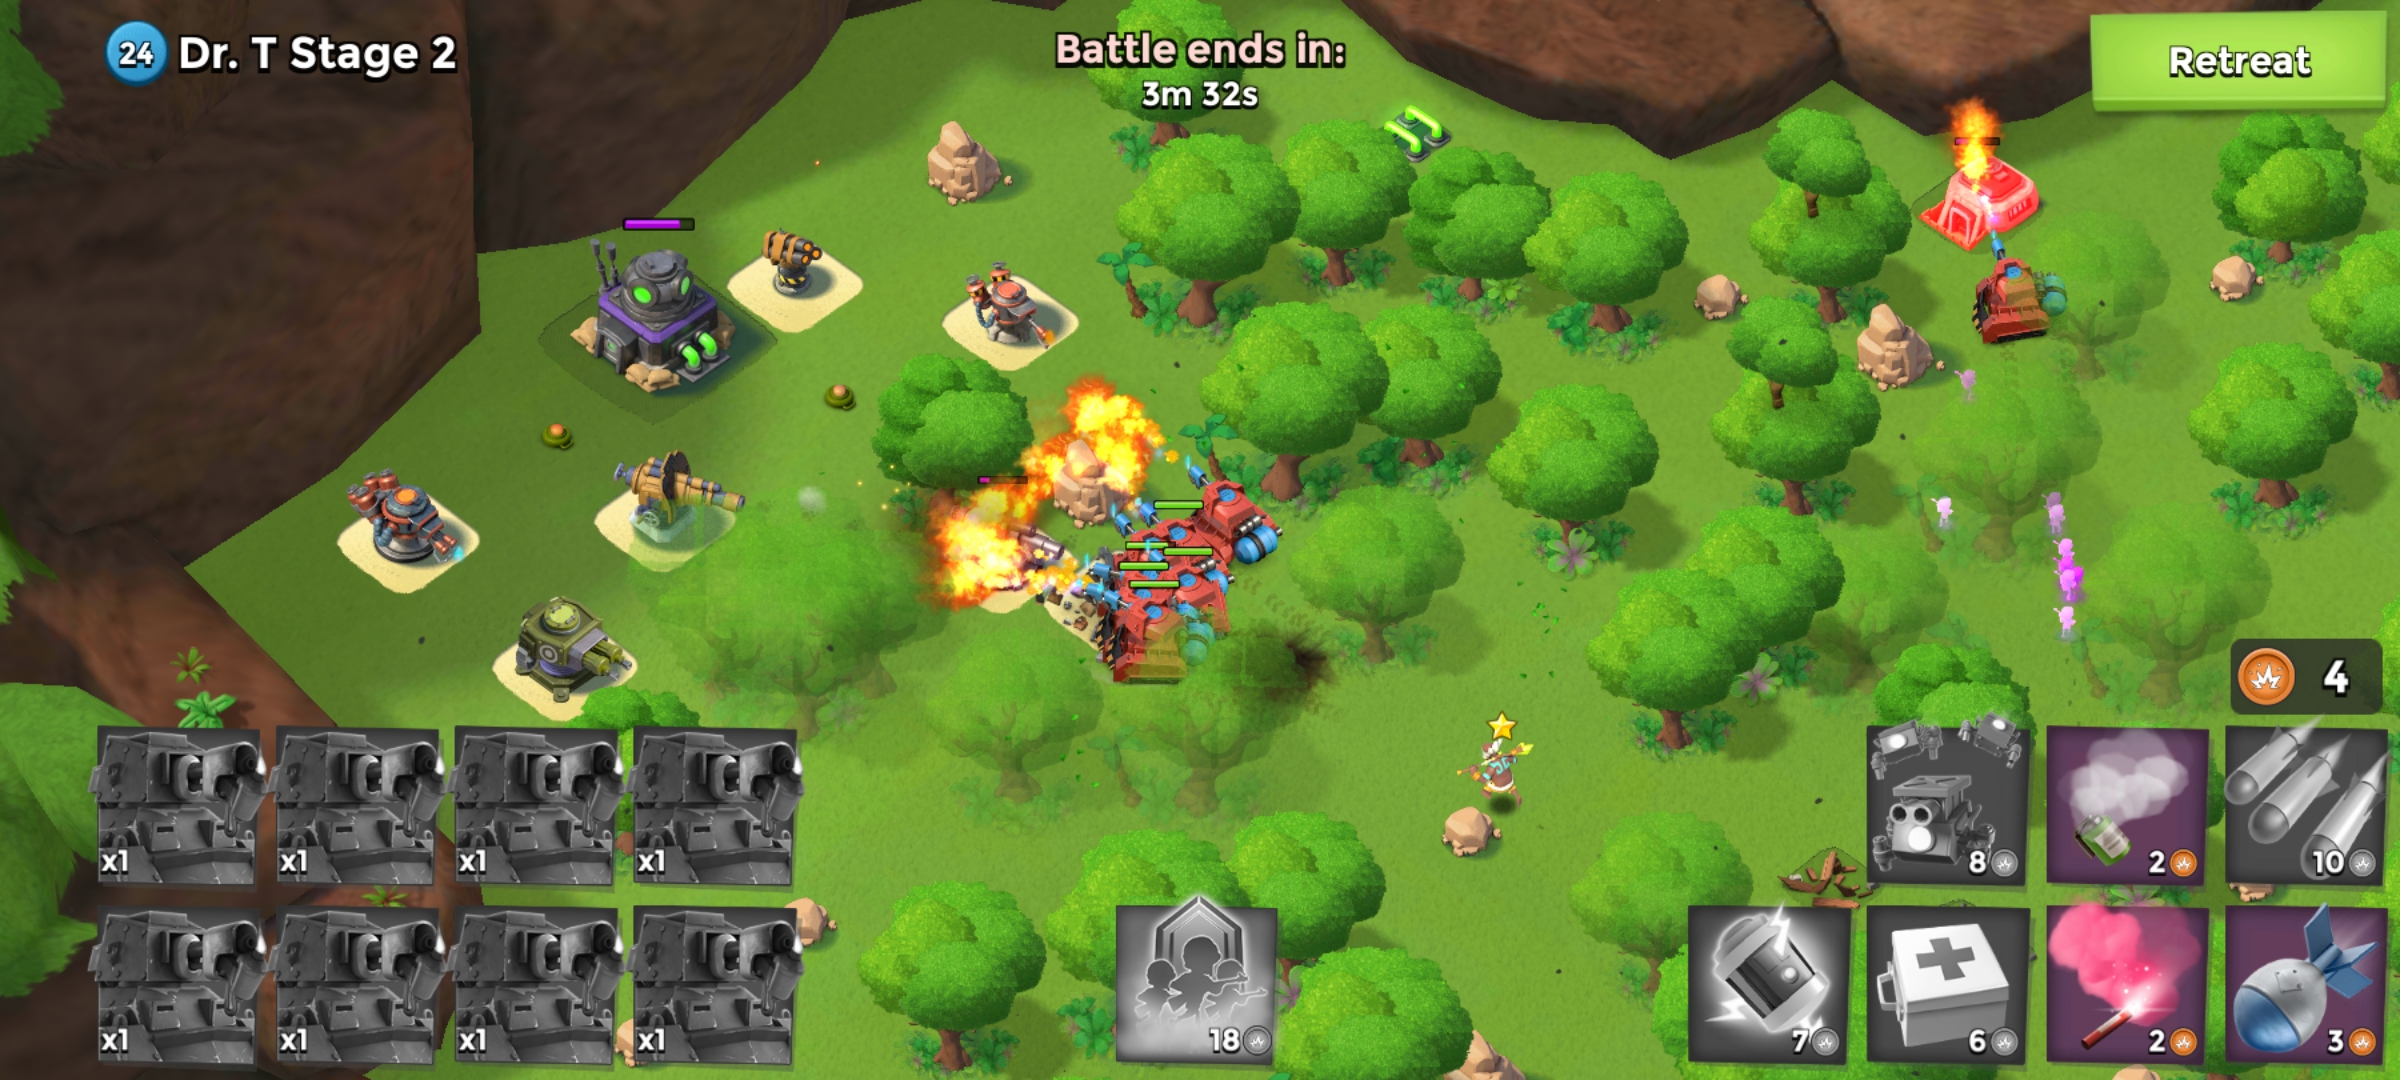 24 Dr. T Stage 2
Battle ends in:
3m 32s
Retreat
4
x1 x1 x1 x1
8 2 10
x1 x1 x1 x1
18
7 6 2 3